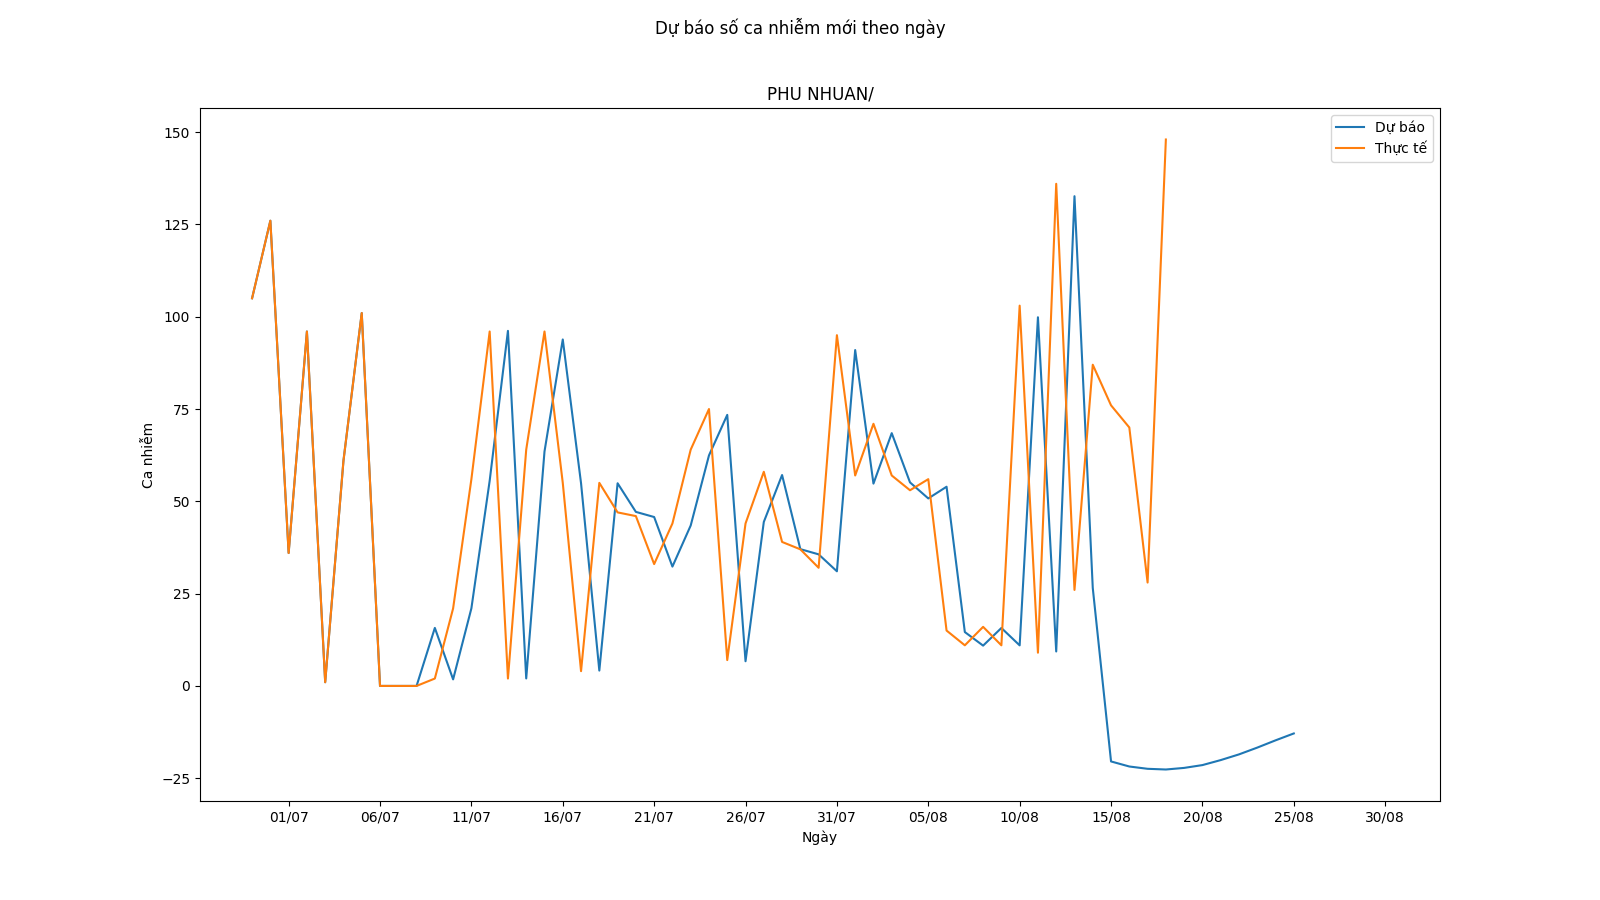 Dự báo số ca nhiễm mới theo ngày
PHU NHUAN/
Dự báo
Thực tế
150
125
100
75
50
25
0
−25
Ca nhiễm
01/07 06/07 11/07 16/07 21/07 26/07 31/07 05/08 10/08 15/08 20/08 25/08 30/08
Ngày